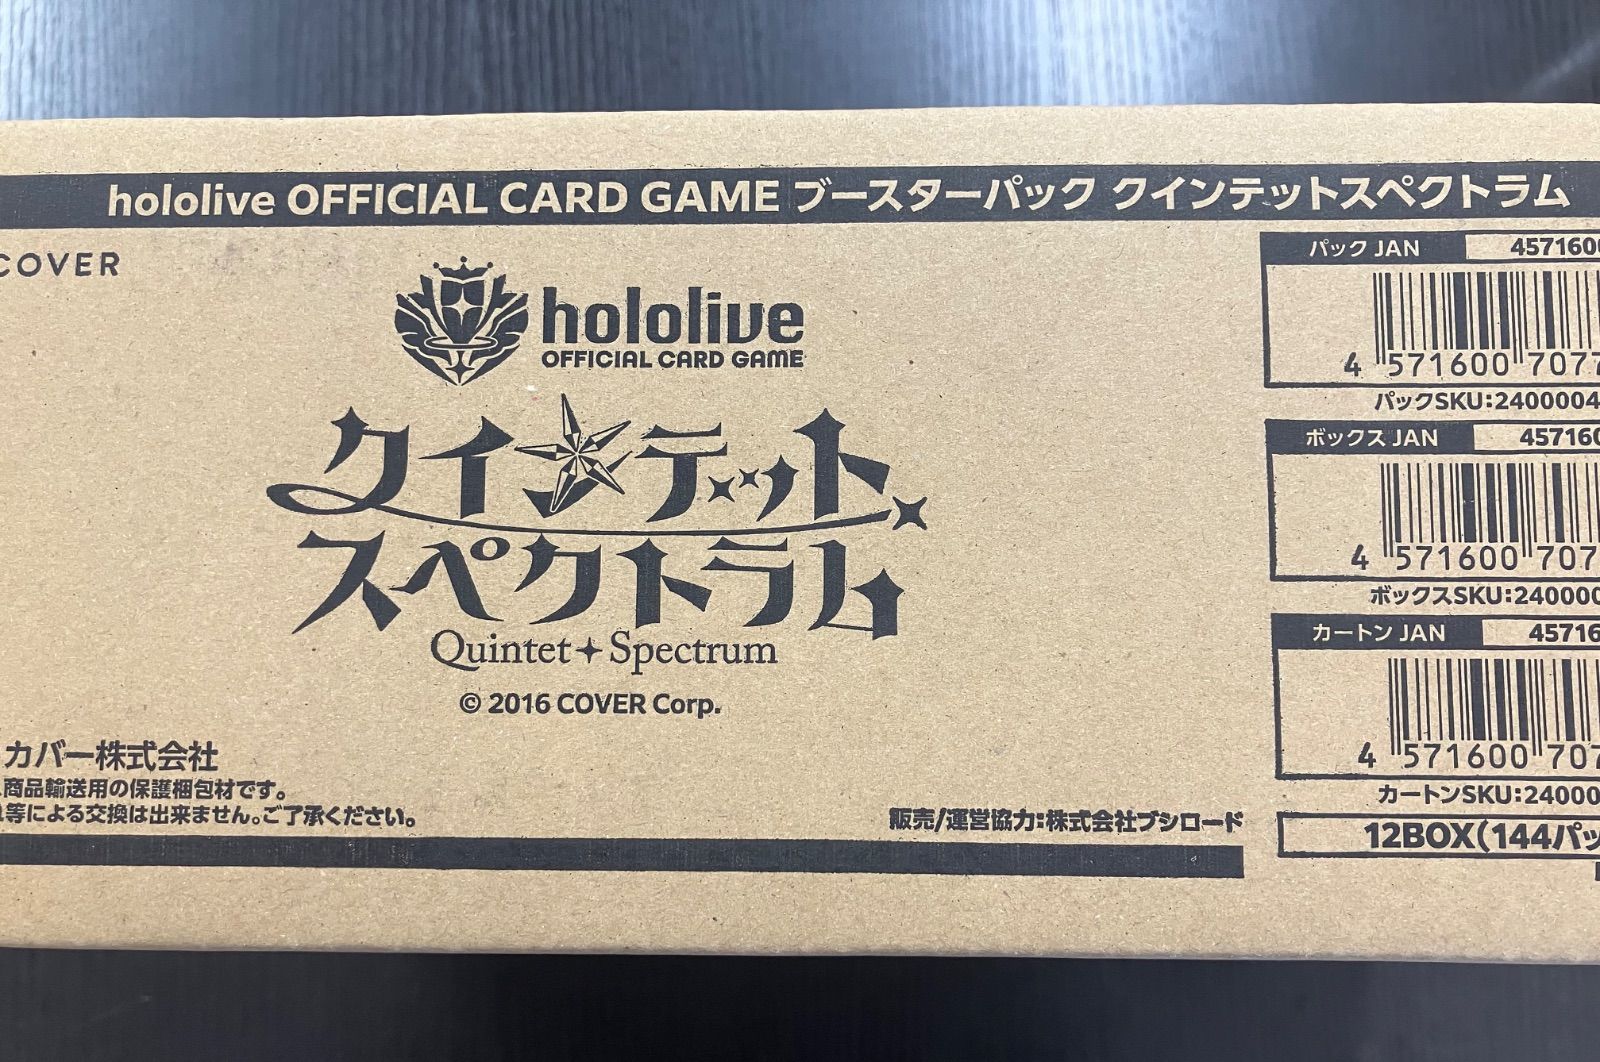 hololive OFFICIAL CARD GAME ブースターパック クインテットスペクトラム
COVER
hololive
OFFICIAL CARD GAME
クインテット
スペクトラム
Quintet Spectrum
© 2016 COVER Corp.
カバー株式会社
商品輸送用の保護梱包材です。
等による交換は出来ません。ご了承ください。
販売/運営協力:株式会社ブシロード
パック JAN 457160
4 571600 707
パックSKU:2400004
ボックス JAN 45716
4 571600 707
ボックスSKU:240000
カートン JAN 45716
4 571600 70
カートンSKU:24000
12BOX(144パッ